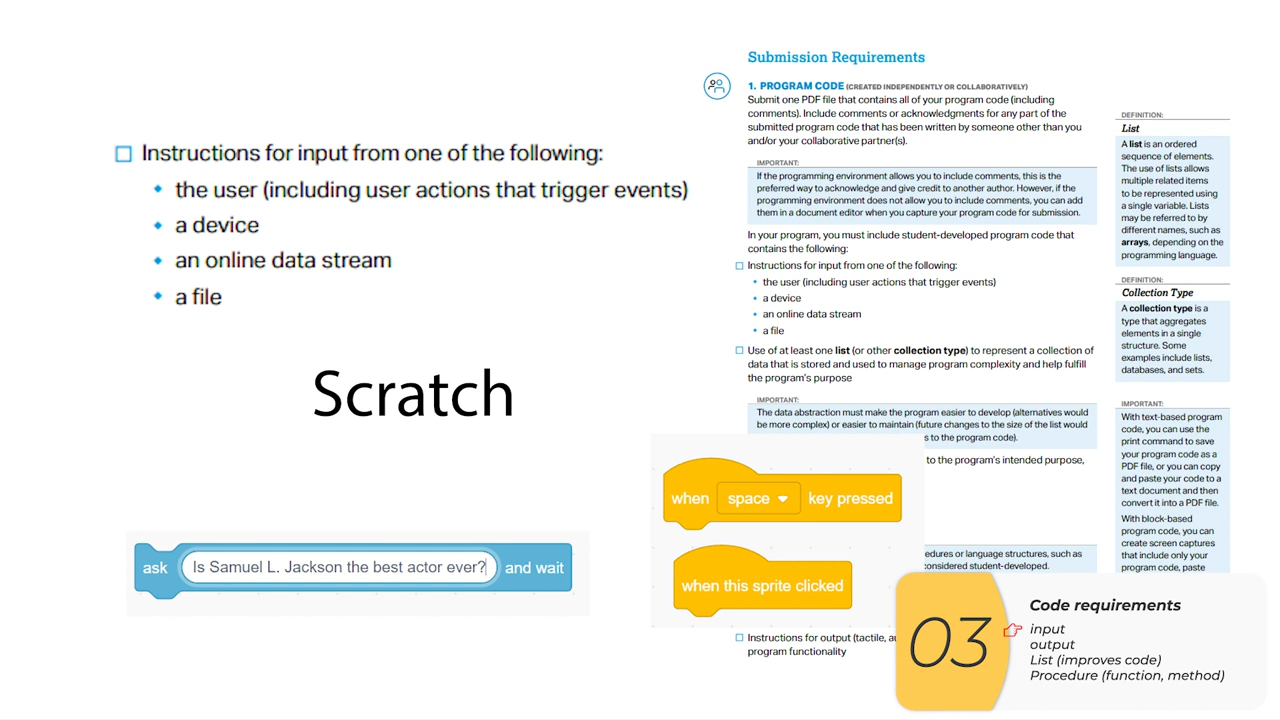 Instructions for input from one of the following:
the user (including user actions that trigger events)
a device
an online data stream
a file
Scratch
ask Is Samuel L. Jackson the best actor ever? and wait
Submission Requirements
1. PROGRAM CODE (CREATED INDEPENDENTLY OR COLLABORATIVELY)
Submit one PDF file that contains all of your program code (including
comments). Include comments or acknowledgments for any part of the
submitted program code that has been written by someone other than you
and/or your collaborative partner(s).
IMPORTANT:
If the programming environment allows you to include comments, this is the
preferred way to acknowledge and give credit to another author. However, if the
programming environment does not allow you to include comments, you can add
them in a document editor when you capture your program code for submission.
In your program, you must include student-developed program code that
contains the following:
Instructions for input from one of the following:
the user (including user actions that trigger events)
a device
an online data stream
a file
Use of at least one list (or other collection type) to represent a collection of
data that is stored and used to manage program complexity and help fulfill
the program's purpose
IMPORTANT:
The data abstraction must make the program easier to develop (alternatives would
be more complex) or easier to maintain (future changes to the size of the list would
s to the program code).
to the program's intended purpose,
when space key pressed
when this sprite clicked
edures or language structures, such as
considered student-developed.
Instructions for output (tactile, au
program functionality
DEFINITION:
List
A list is an ordered
sequence of elements.
The use of lists allows
multiple related items
to be represented using
a single variable. Lists
may be referred to by
different names, such as
arrays, depending on the
programming language.
DEFINITION:
Collection Type
A collection type is a
type that aggregates
elements in a single
structure. Some
examples include lists,
databases, and sets.
IMPORTANT:
With text-based program
code, you can use the
print command to save
your program code as a
PDF file, or you can copy
and paste your code to a
text document and then
convert it into a PDF file.
With block-based
program code, you can
create screen captures
that include only your
program code, paste
03
Code requirements
input
output
List (improves code)
Procedure (function, method)